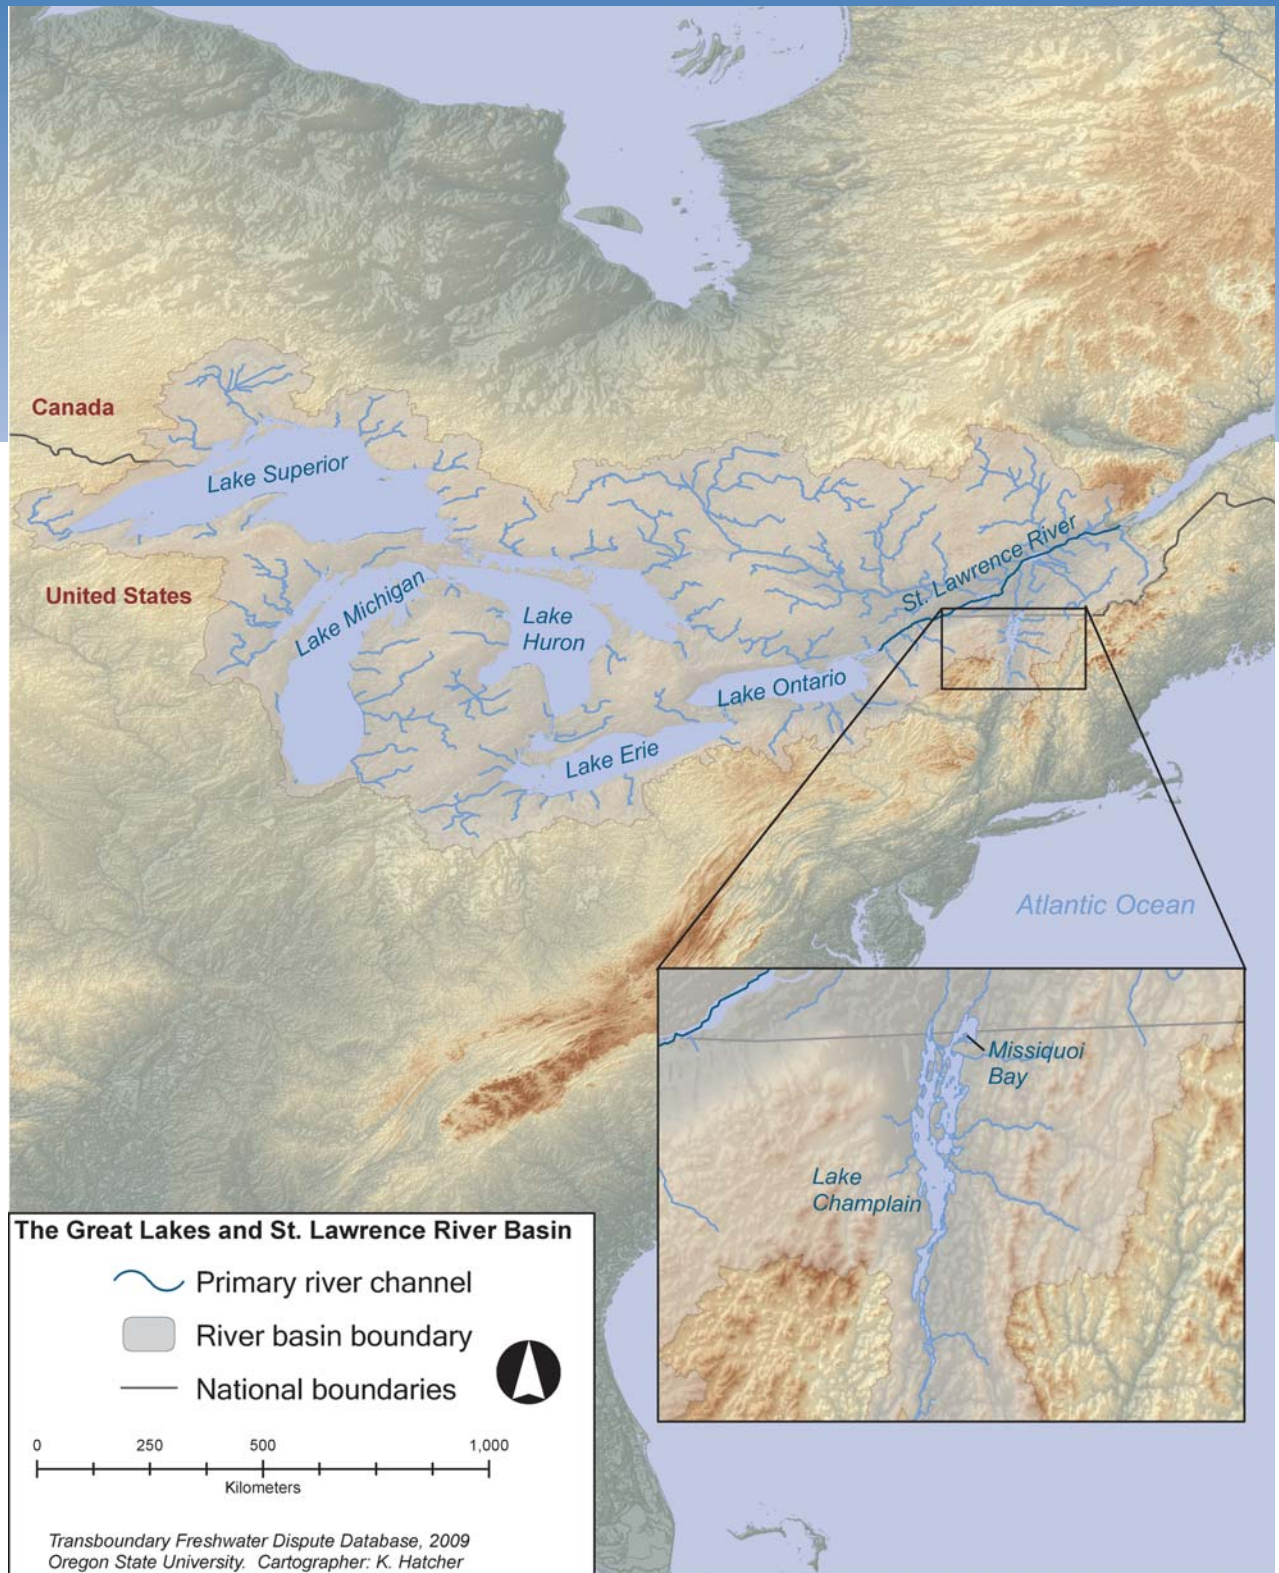 Canada
Lake Superior
United States
Lake Michigan
Lake
Huron
St. Lawrence River
Lake Ontario
Lake Erie
Atlantic Ocean
Missiquoi
Bay
Lake
Champlain
The Great Lakes and St. Lawrence River Basin
Primary river channel
River basin boundary
National boundaries
0 250 500 1,000
Kilometers
Transboundary Freshwater Dispute Database, 2009
Oregon State University. Cartographer: K. Hatcher